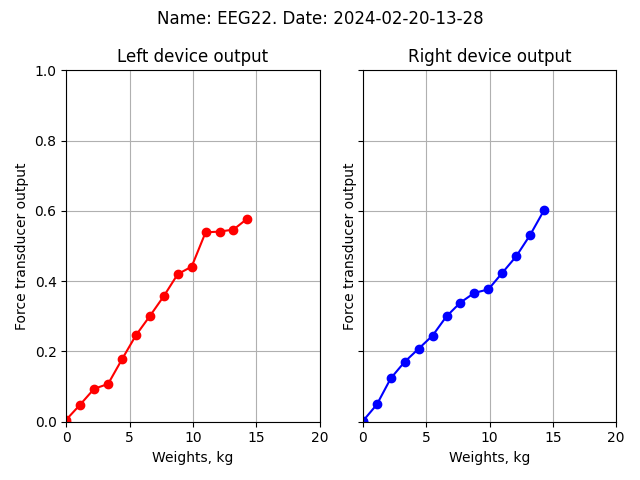 Name: EEG22. Date: 2024-02-20-13-28
Left device output
Right device output
1.0
0.8
0.6
0.4
0.2
0.0
Force transducer output
Force transducer output
0 5 10 15 20
0 5 10 15 20
Weights, kg
Weights, kg